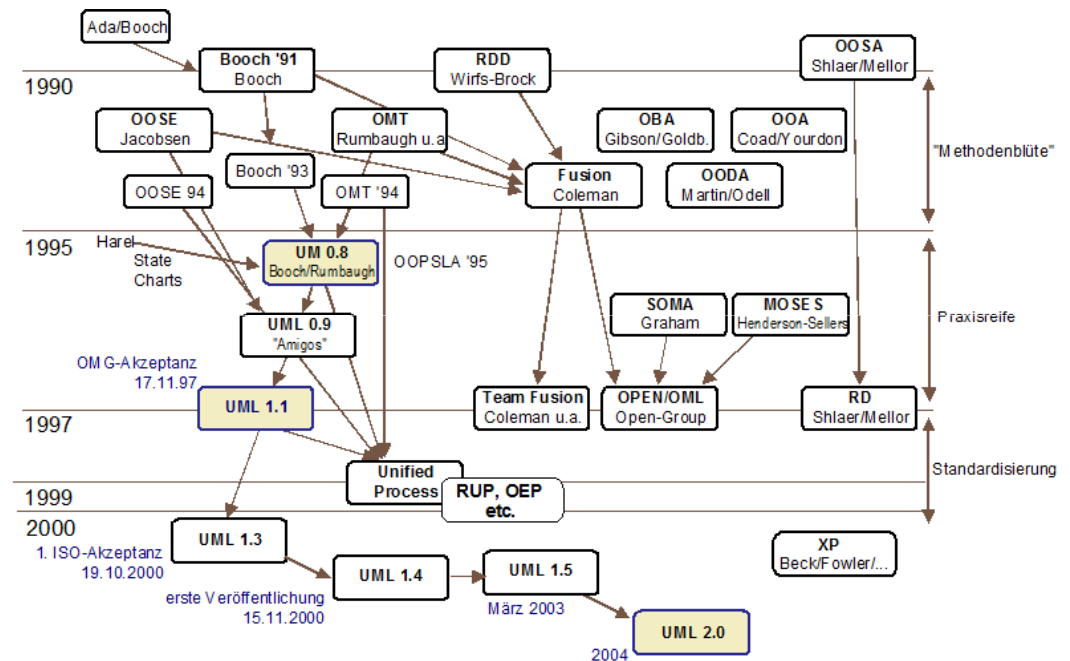 Ada/Booch
Booch '91
Booch
RDD
Wirfs-Brock
OOSA
Shlaer/Mellor
1990
OOSE
Jacobsen
OMT
Rumbaugh u.a
OBA
Gibson/Goldb.
OOA
Coad/Yourdon
"Methodenblüte"
Booch '93
Fusion
Coleman
OODA
Martin/Odell
OOSE 94
OMT '94
1995
Harel
State
Charts
UM 0.8
Booch/Rumbaugh
OOPSLA '95
SOMA
Graham
MOSES
Henderson-Sellers
Praxisreife
UML 0.9
"Amigos"
OMG-Akzeptanz
17.11.97
UML 1.1
Team Fusion
Coleman u.a.
OPEN/OML
Open-Group
RD
Shlaer/Mellor
1997
Unified
Process
Standardisierung
RUP, OEP
etc.
1999
2000
UML 1.3
1. ISO-Akzeptanz
19.10.2000
XP
Beck/Fowler/...
UML 1.4
UML 1.5
erste Veröffentlichung
15.11.2000
März 2003
UML 2.0
2004